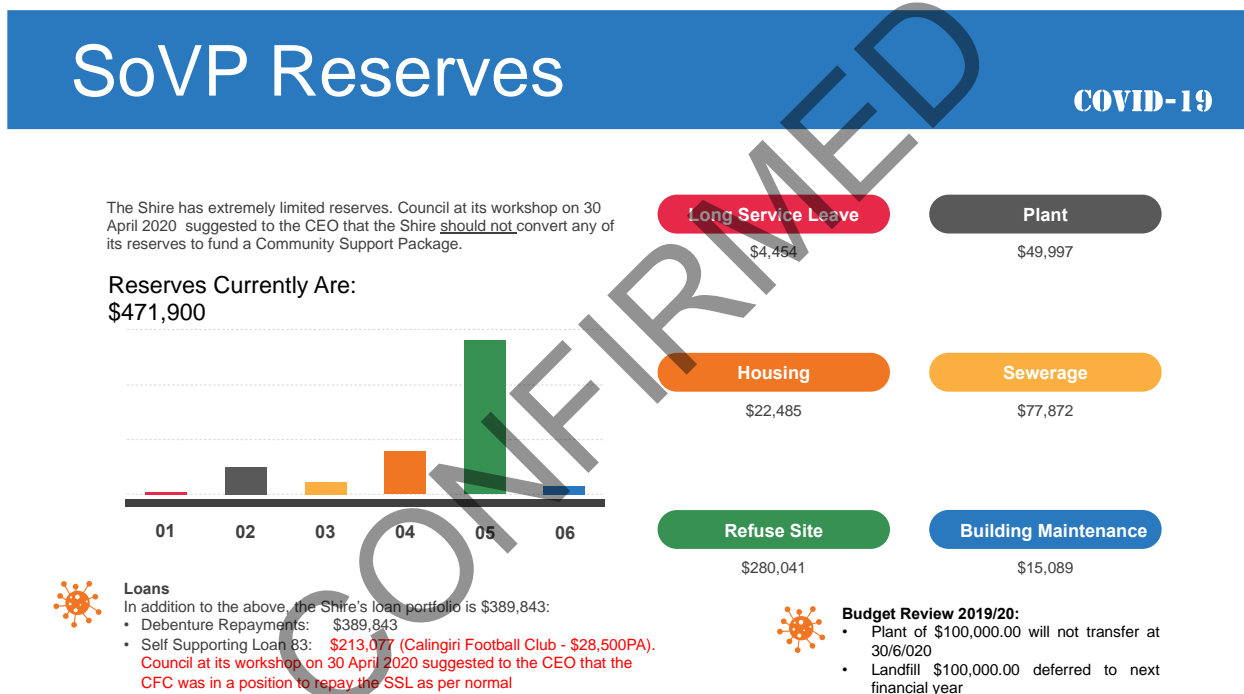 SoVP Reserves
COVID-19
The Shire has extremely limited reserves. Council at its workshop on 30
April 2020 suggested to the CEO that the Shire should not convert any of
its reserves to fund a Community Support Package.
Reserves Currently Are:
$471,900
01 02 03 04 05 06
Long Service Leave
$4,454
Plant
$49,997
Housing
$22,485
Sewerage
$77,872
Refuse Site
$280,041
Building Maintenance
$15,089
Loans
In addition to the above, the Shire's loan portfolio is $389,843:
• Debenture Repayments: $389,843
• Self Supporting Loan 83: $213,077 (Calingiri Football Club - $28,500PA).
Council at its workshop on 30 April 2020 suggested to the CEO that the
CFC was in a position to repay the SSL as per normal
Budget Review 2019/20:
• Plant of $100,000.00 will not transfer at
30/6/020
• Landfill $100,000.00 deferred to next
financial year
CONFIRMED